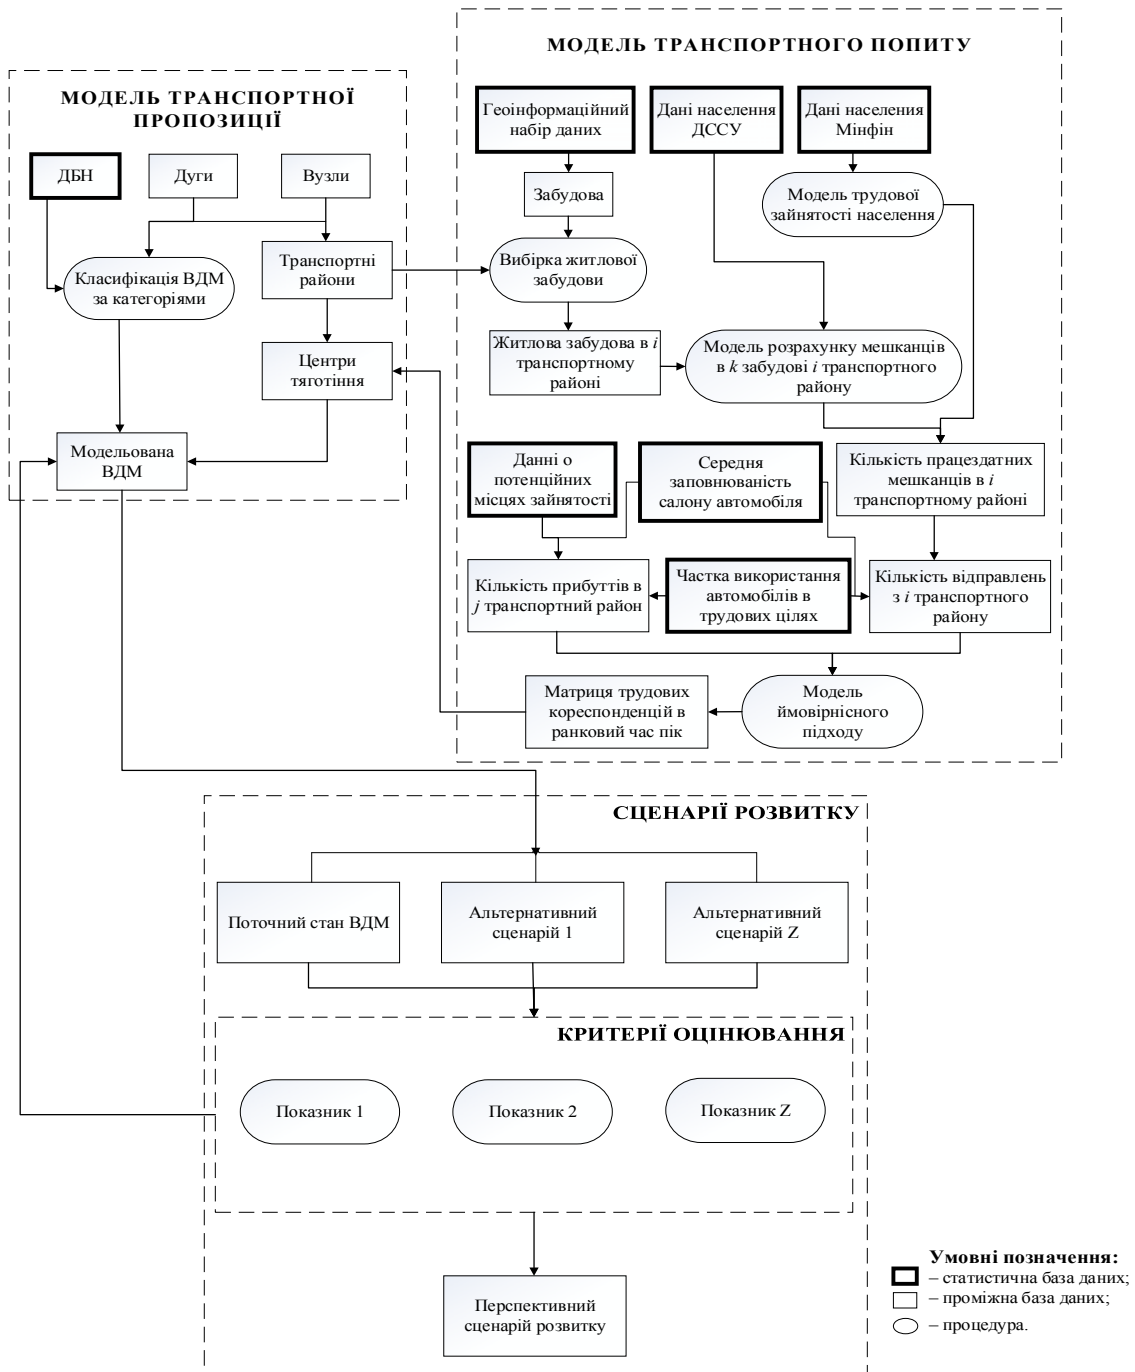 МОДЕЛЬ ТРАНСПОРТНОЇ
ПРОПОЗИЦІЇ
ДБН
Дуги
Вузли
Класифікація ВДМ
за категоріями
Транспортні
райони
Центри
тяготіння
Модельована
ВДМ
МОДЕЛЬ ТРАНСПОРТНОГО ПОПИТУ
Геоінформаційний
набір даних
Дані населення
ДССУ
Дані населення
Мінфін
Забудова
Модель трудової
зайнятості населення
Вибірка житлової
забудови
Житлова забудова в i
транспортному
районі
Модель розрахунку мешканців
в k забудові i транспортного
району
Данні о
потенційних
місцях зайнятості
Середня
заповнюваність
салону автомобіля
Кількість працездатних
мешканців в i
транспортному районі
Кількість прибуттів в
j транспортний район
Частка використання
автомобілів в
трудових цілях
Кількість відправлень
з i транспортного
району
Матриця трудових
кореспонденцій в
ранковий час пік
Модель
ймовірнісного
підходу
СЦЕНАРІЇ РОЗВИТКУ
Поточний стан ВДМ
Альтернативний
сценарій 1
Альтернативний
сценарій Z
КРИТЕРІЇ ОЦІНЮВАННЯ
Показник 1
Показник 2
Показник Z
Перспективний
сценарій розвитку
Умовні позначення:
– статистична база даних;
– проміжна база даних;
– процедура.